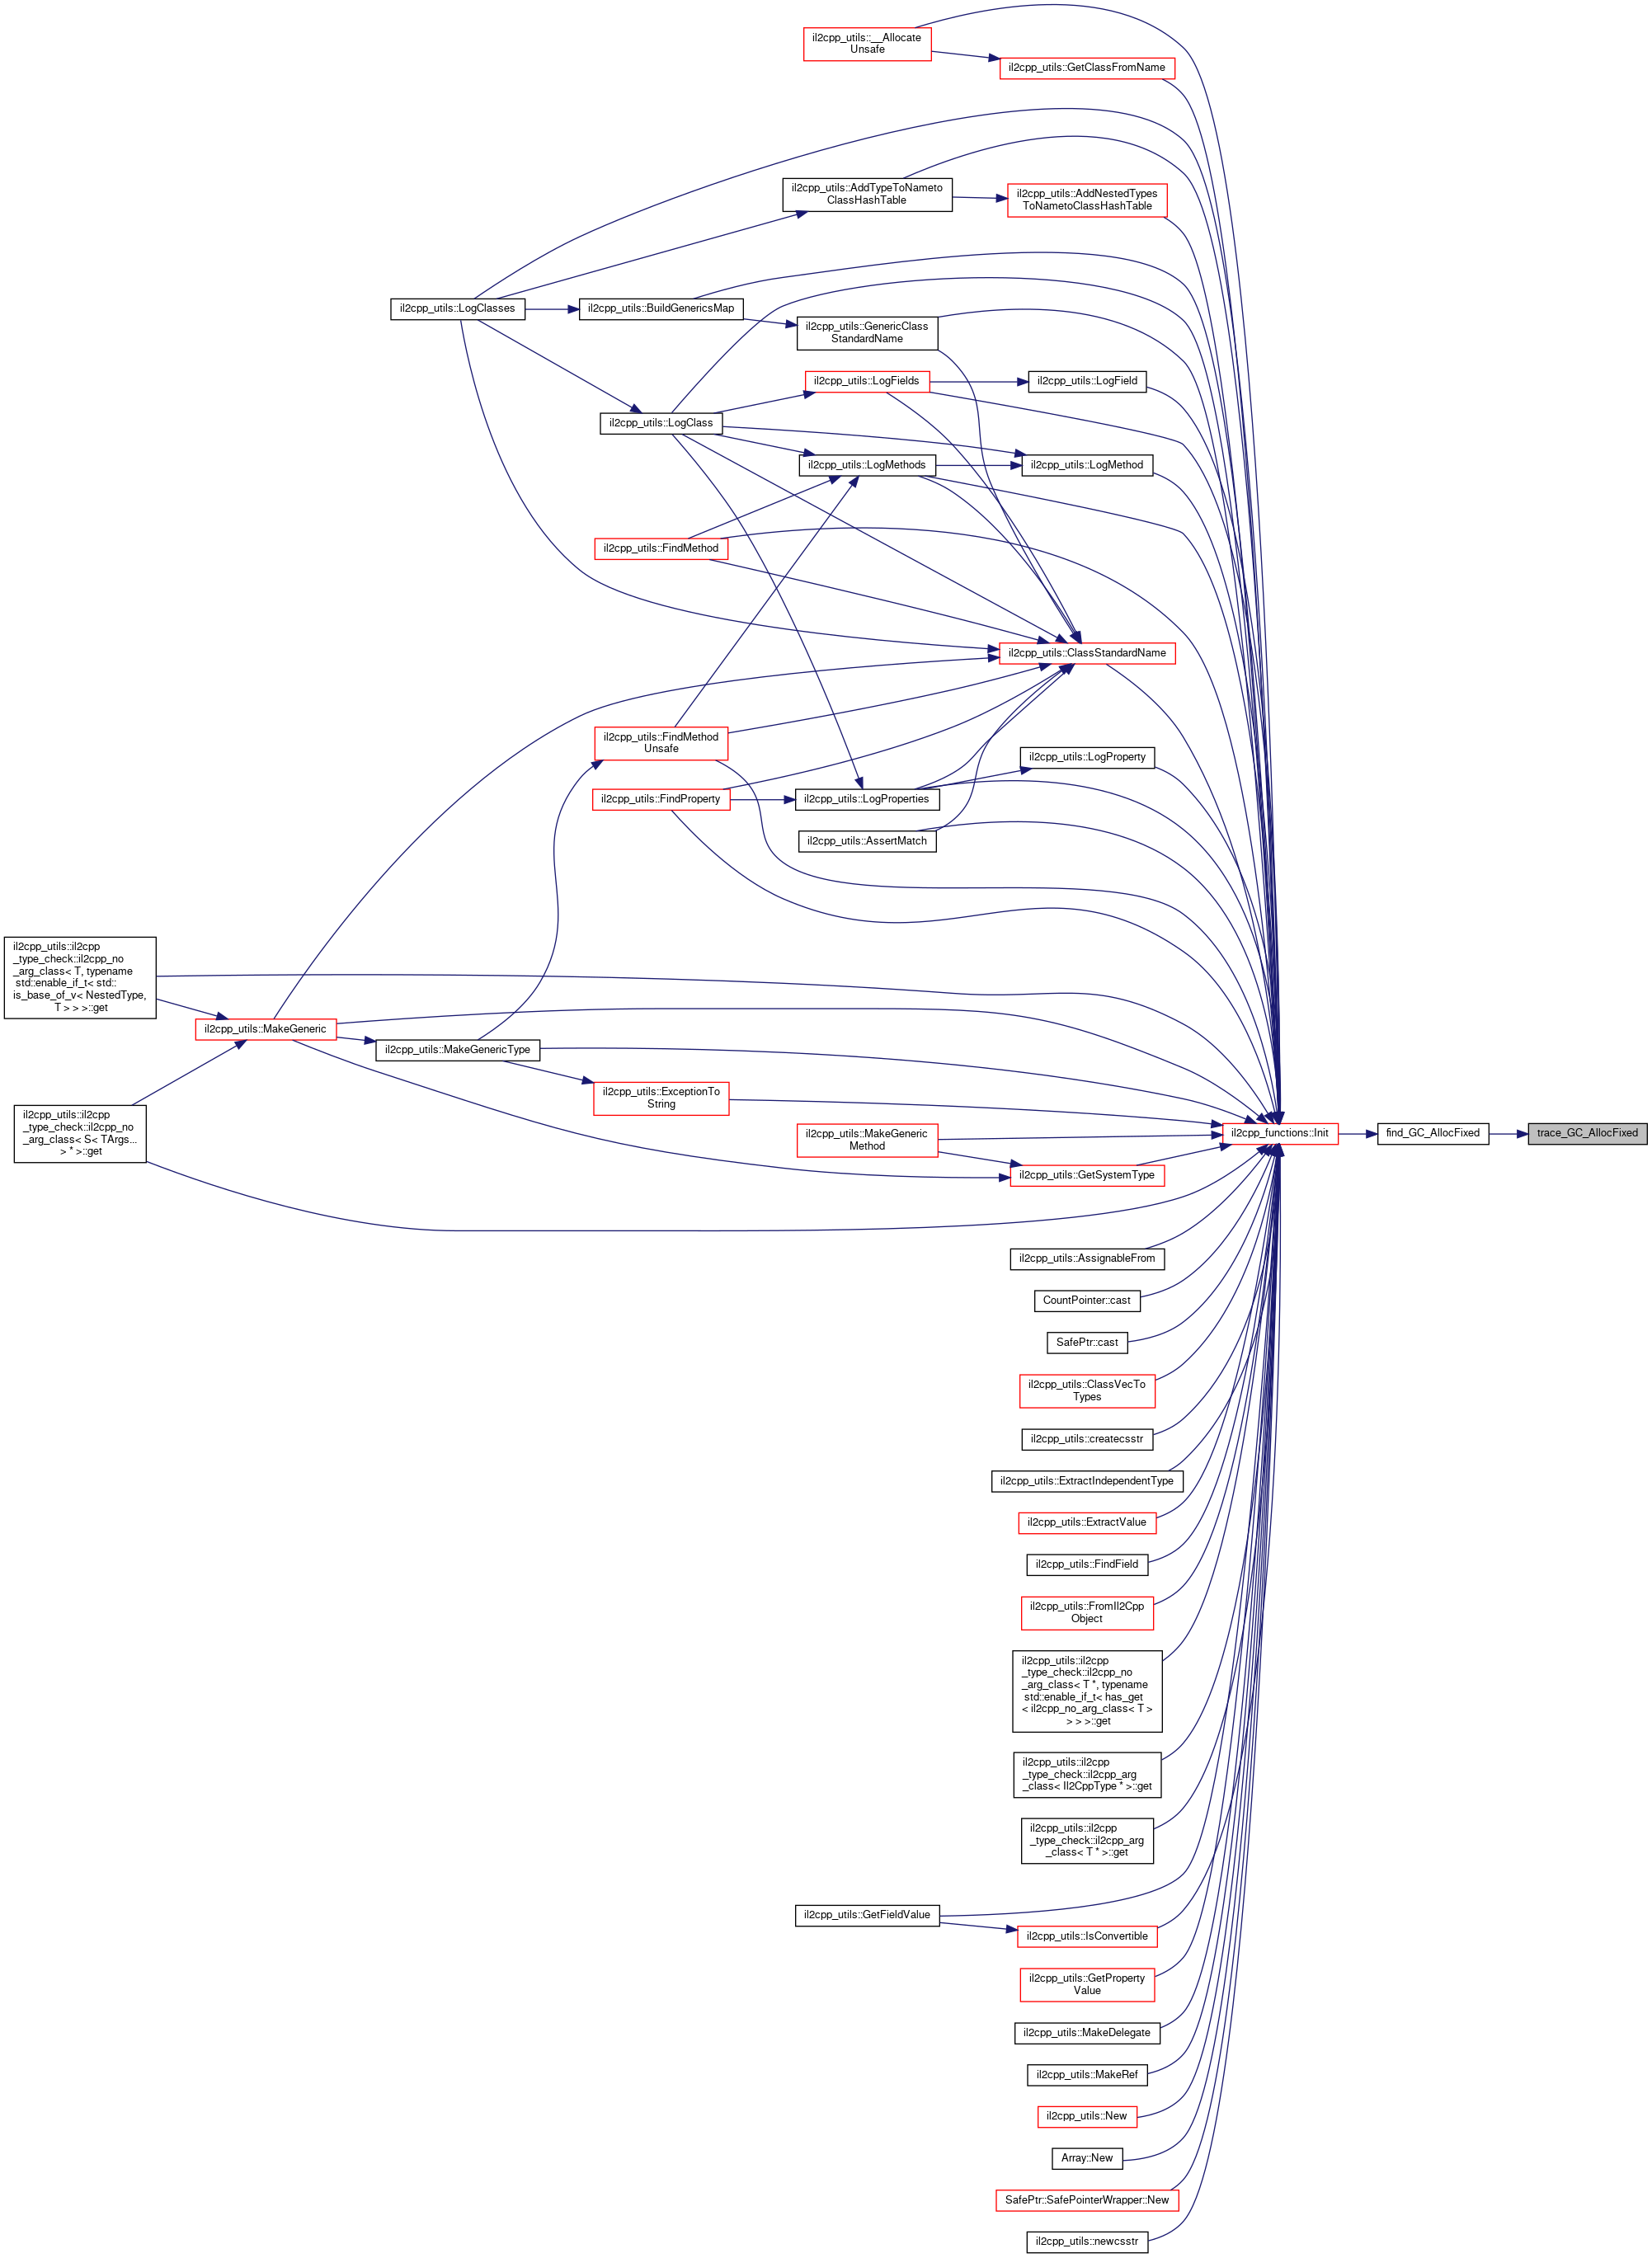 il2cpp_utils::__Allocate
Unsafe
il2cpp_utils::GetClassFromName
il2cpp_utils::AddTypeToNameto
ClassHashTable
il2cpp_utils::AddNestedTypes
ToNametoClassHashTable
il2cpp_utils::LogClasses
il2cpp_utils::BuildGenericsMap
il2cpp_utils::GenericClass
StandardName
il2cpp_utils::LogFields
il2cpp_utils::LogField
il2cpp_utils::LogClass
il2cpp_utils::LogMethods
il2cpp_utils::LogMethod
il2cpp_utils::FindMethod
il2cpp_utils::ClassStandardName
il2cpp_utils::FindMethod
Unsafe
il2cpp_utils::LogProperty
il2cpp_utils::FindProperty
il2cpp_utils::LogProperties
il2cpp_utils::AssertMatch
il2cpp_utils::il2cpp
_type_check::il2cpp_no
_arg_class< T, typename
std::enable_if_t< std::
is_base_of_v< NestedType,
T > > >::get
il2cpp_utils::MakeGeneric
il2cpp_utils::MakeGenericType
il2cpp_utils::ExceptionTo
String
il2cpp_utils::il2cpp
_type_check::il2cpp_no
_arg_class< S< TArgs...
> * >::get
il2cpp_utils::MakeGeneric
Method
il2cpp_functions::Init
find_GC_AllocFixed
trace_GC_AllocFixed
il2cpp_utils::GetSystemType
il2cpp_utils::AssignableFrom
CountPointer::cast
SafePtr::cast
il2cpp_utils::ClassVecTo
Types
il2cpp_utils::createcsstr
il2cpp_utils::ExtractIndependentType
il2cpp_utils::ExtractValue
il2cpp_utils::FindField
il2cpp_utils::FromIl2Cpp
Object
il2cpp_utils::il2cpp
_type_check::il2cpp_no
_arg_class< T *, typename
std::enable_if_t< has_get
< il2cpp_no_arg_class< T >
> > >::get
il2cpp_utils::il2cpp
_type_check::il2cpp_arg
_class< Il2CppType * >::get
il2cpp_utils::il2cpp
_type_check::il2cpp_arg
_class< T * >::get
il2cpp_utils::GetFieldValue
il2cpp_utils::IsConvertible
il2cpp_utils::GetProperty
Value
il2cpp_utils::MakeDelegate
il2cpp_utils::MakeRef
il2cpp_utils::New
Array::New
SafePtr::SafePointerWrapper::New
il2cpp_utils::newcsstr